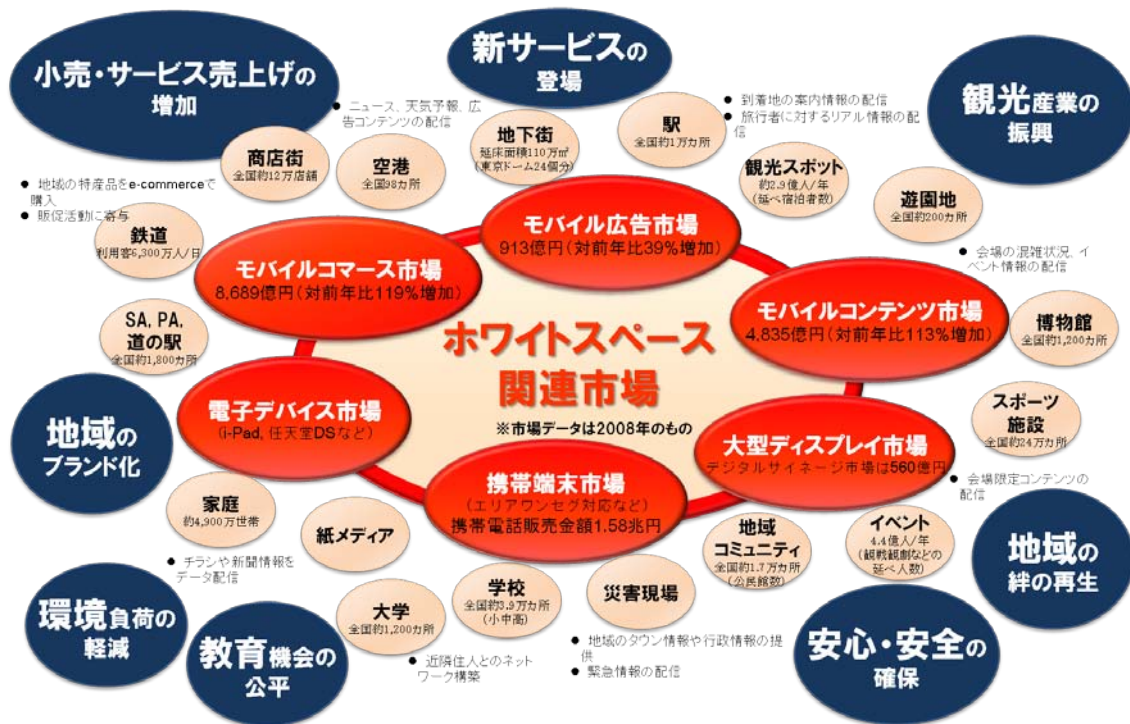 小売・サービス売上げの
増加
新サービスの
登場
観光産業の
振興
● ニュース、天気予報、広
告コンテンツの配信
● 到着地の案内情報の配信
● 旅行者に対するリアル情報の配
信
商店街
全国約12万店舗
空港
全国98カ所
地下街
延床面積110万㎡
(東京ドーム24個分)
駅
全国約1万カ所
観光スポット
約2.9億人/年
(延べ宿泊者数)
遊園地
全国約200カ所
● 地域の特産品をe-commerceで
購入
● 販促活動に寄与
鉄道
利用客6,300万人/日
モバイル広告市場
913億円(対前年比39%増加)
モバイルコマース市場
8,689億円(対前年比119%増加)
● 会場の混雑状況、イ
ベント情報の配信
モバイルコンテンツ市場
4,835億円(対前年比113%増加)
SA, PA,
道の駅
全国約1,800カ所
博物館
全国約1,200カ所
ホワイトスペース
関連市場
※市場データは2008年のもの
電子デバイス市場
(i-Pad, 任天堂DSなど)
スポーツ
施設
全国約24万カ所
地域の
ブランド化
大型ディスプレイ市場
デジタルサイネージ市場は560億円
携帯端末市場
(エリアワンセグ対応など)
携帯電話販売金額1.58兆円
● 会場限定コンテンツの
配信
家庭
約4,900万世帯
紙メディア
地域
コミュニティ
全国約1.7万カ所
(公民館数)
イベント
4.4億人/年
(観戦観劇などの
延べ人数)
地域の
絆の再生
● チラシや新聞情報を
データ配信
大学
全国約1,200カ所
学校
全国約3.9万カ所
(小中高)
災害現場
環境負荷の
軽減
教育機会の
公平
● 近隣住人とのネット
ワーク構築
● 地域のタウン情報や行政情報の提
供
● 緊急情報の配信
安心・安全の
確保